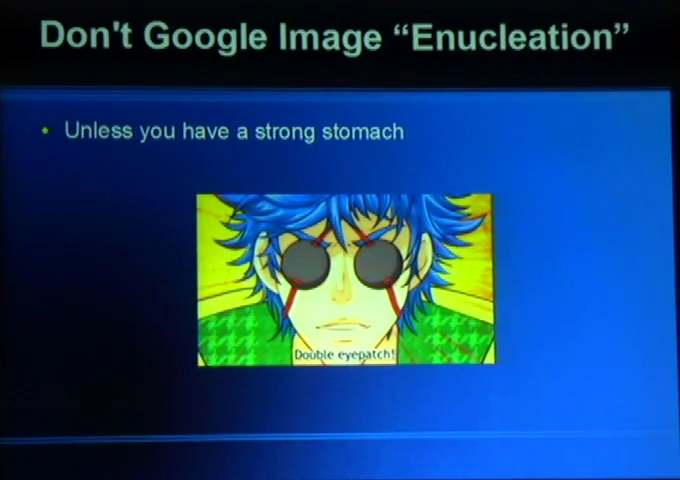 Don't Google Image “Enucleation”
• Unless you have a strong stomach
Double eyepatch!